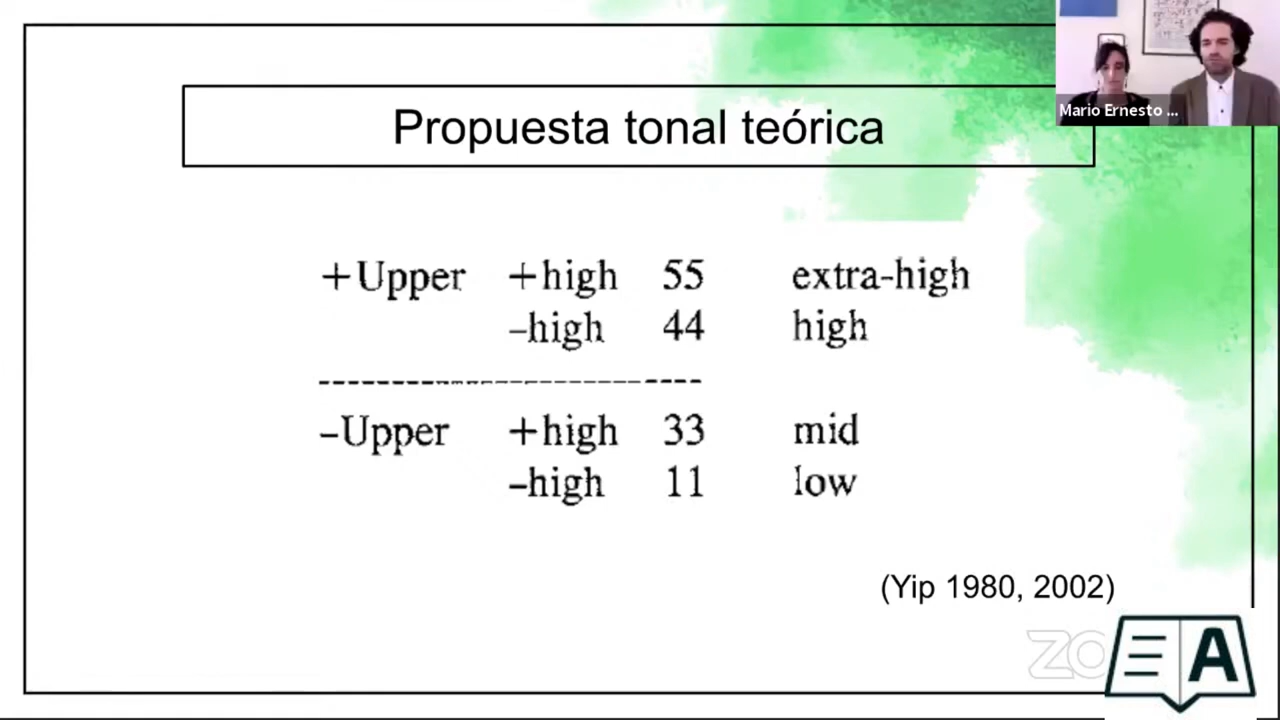 Mario Ernesto ...
Propuesta tonal teórica
+Upper +high 55 extra-high
–high 44 high
–Upper +high 33 mid
–high 11 low
(Yip 1980, 2002)
A